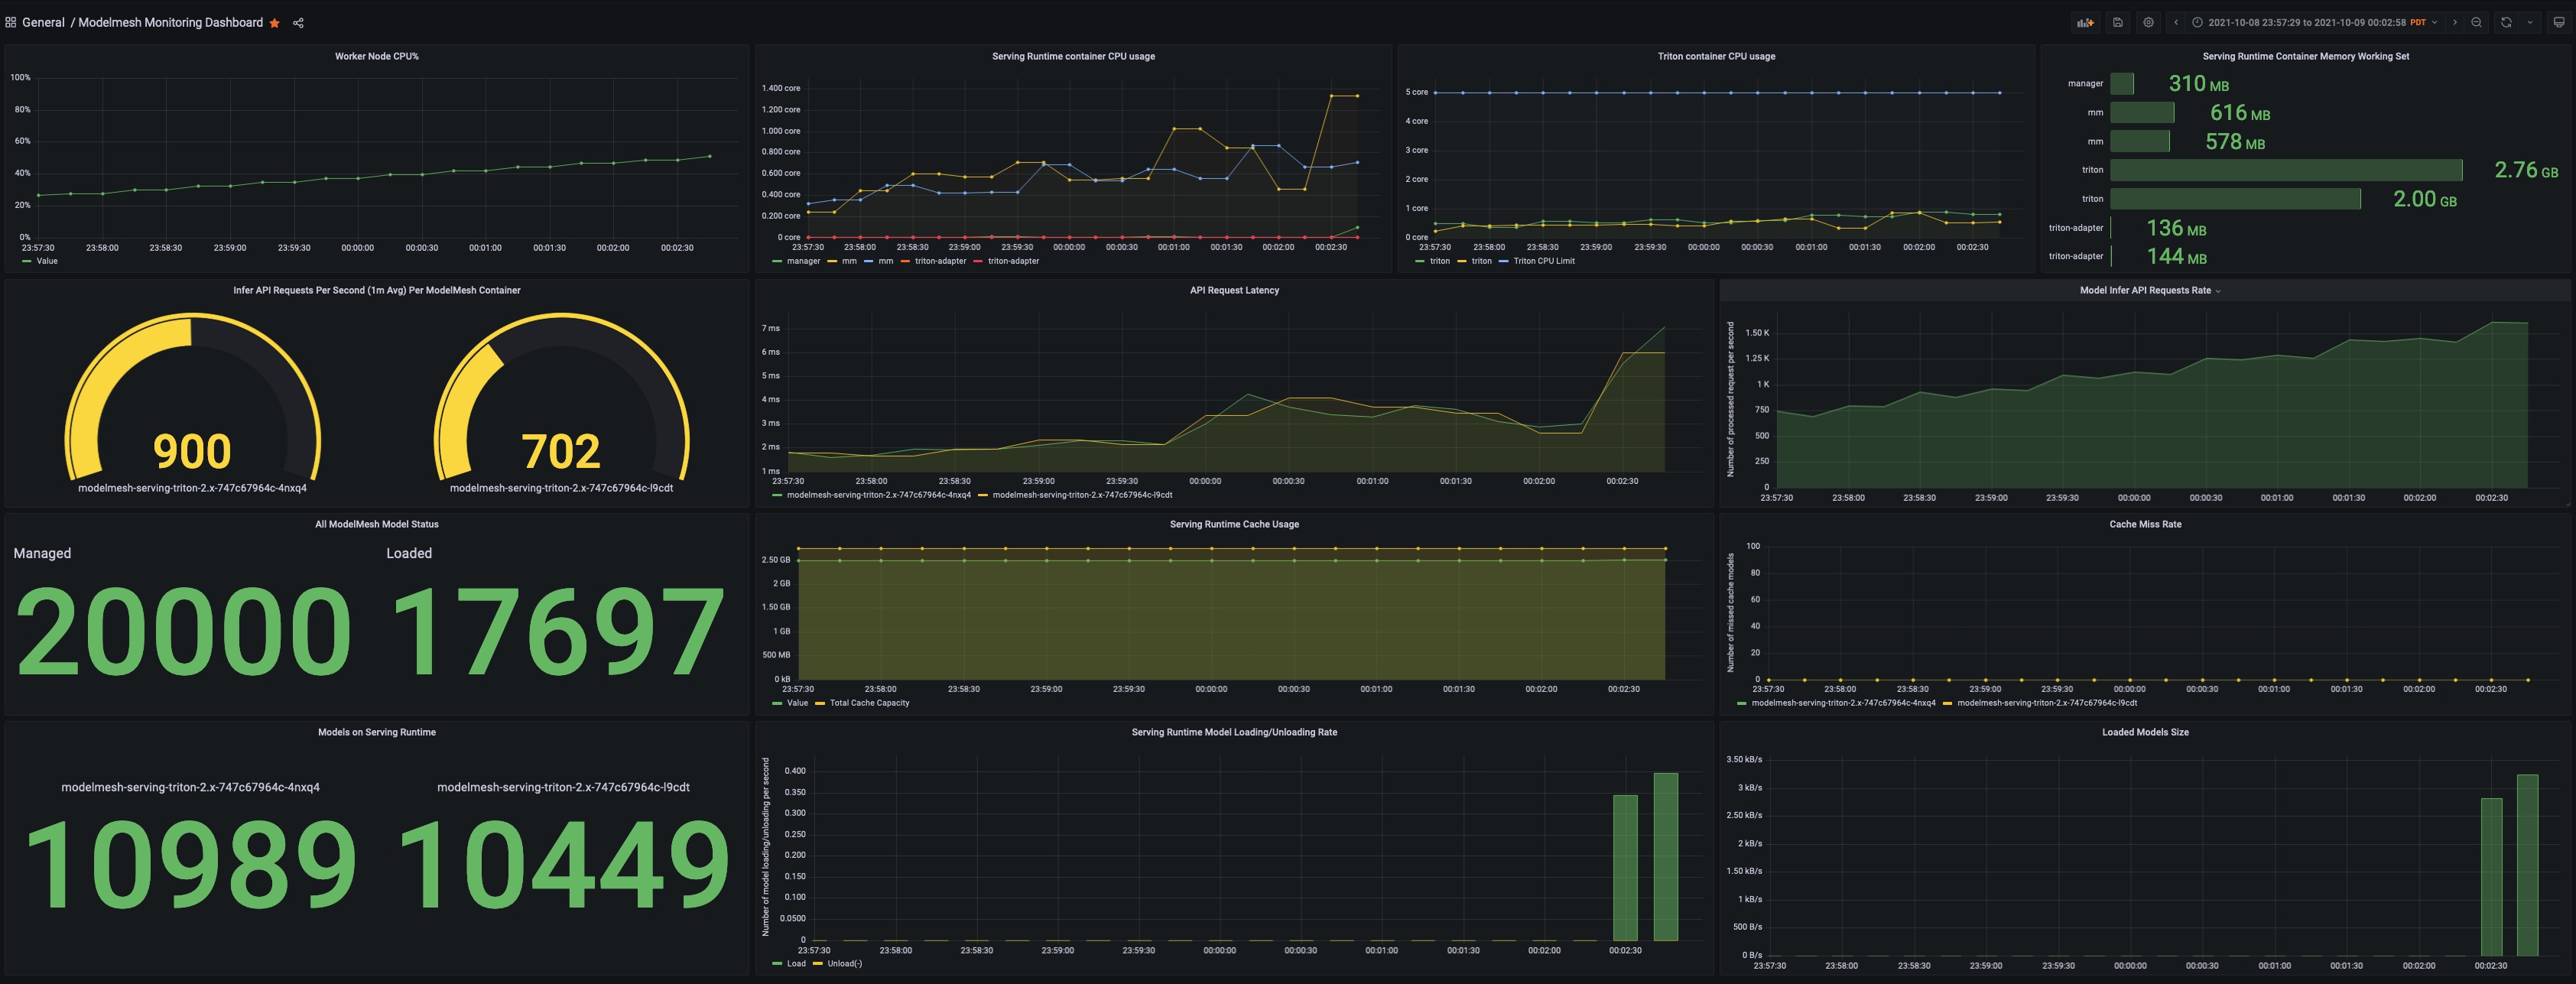 General / Modelmesh Monitoring Dashboard
2021-10-08 23:57:29 to 2021-10-09 00:02:58 PDT
Worker Node CPU%
100%
80%
60%
40%
20%
0%
23:57:30 23:58:00 23:58:30 23:59:00 23:59:30 00:00:00 00:00:30 00:01:00 00:01:30 00:02:00 00:02:30
Value
Serving Runtime container CPU usage
1.400 core
1.200 core
1.000 core
0.800 core
0.600 core
0.400 core
0.200 core
0 core
23:57:30 23:58:00 23:58:30 23:59:00 23:59:30 00:00:00 00:00:30 00:01:00 00:01:30 00:02:00 00:02:30
manager mm mm triton-adapter triton-adapter
Triton container CPU usage
5 core
4 core
3 core
2 core
1 core
0 core
23:57:30 23:58:00 23:58:30 23:59:00 23:59:30 00:00:00 00:00:30 00:01:00 00:01:30 00:02:00 00:02:30
triton triton Triton CPU Limit
Serving Runtime Container Memory Working Set
manager 310 MB
mm 616 MB
mm 578 MB
triton 2.76 GB
triton 2.00 GB
triton-adapter 136 MB
triton-adapter 144 MB
Infer API Requests Per Second (1m Avg) Per ModelMesh Container
900 702
modelmesh-serving-triton-2.x-747c67964c-4nxq4 modelmesh-serving-triton-2.x-747c67964c-l9cdt
API Request Latency
7 ms
6 ms
5 ms
4 ms
3 ms
2 ms
1 ms
23:57:30 23:58:00 23:58:30 23:59:00 23:59:30 00:00:00 00:00:30 00:01:00 00:01:30 00:02:00 00:02:30
modelmesh-serving-triton-2.x-747c67964c-4nxq4 modelmesh-serving-triton-2.x-747c67964c-l9cdt
Model Infer API Requests Rate
Number of processed request per second
1.50 K
1.25 K
1 K
750
500
250
0
23:57:30 23:58:00 23:58:30 23:59:00 23:59:30 00:00:00 00:00:30 00:01:00 00:01:30 00:02:00 00:02:30
All ModelMesh Model Status
Managed Loaded
20000 17697
Serving Runtime Cache Usage
2.50 GB
2 GB
1.50 GB
1 GB
500 MB
0 kB
23:57:30 23:58:00 23:58:30 23:59:00 23:59:30 00:00:00 00:00:30 00:01:00 00:01:30 00:02:00 00:02:30
Value Total Cache Capacity
Cache Miss Rate
Number of missed cache models
100
80
60
40
20
0
23:57:30 23:58:00 23:58:30 23:59:00 23:59:30 00:00:00 00:00:30 00:01:00 00:01:30 00:02:00 00:02:30
modelmesh-serving-triton-2.x-747c67964c-4nxq4 modelmesh-serving-triton-2.x-747c67964c-l9cdt
Models on Serving Runtime
modelmesh-serving-triton-2.x-747c67964c-4nxq4 modelmesh-serving-triton-2.x-747c67964c-l9cdt
10989 10449
Serving Runtime Model Loading/Unloading Rate
Number of model loading/unloading per second
0.400
0.350
0.300
0.250
0.200
0.150
0.100
0.0500
0
23:57:30 23:58:00 23:58:30 23:59:00 23:59:30 00:00:00 00:00:30 00:01:00 00:01:30 00:02:00 00:02:30
Load Unload(-)
Loaded Models Size
3.50 kB/s
3 kB/s
2.50 kB/s
2 kB/s
1.50 kB/s
1 kB/s
500 B/s
0 B/s
23:57:30 23:58:00 23:58:30 23:59:00 23:59:30 00:00:00 00:00:30 00:01:00 00:01:30 00:02:00 00:02:30